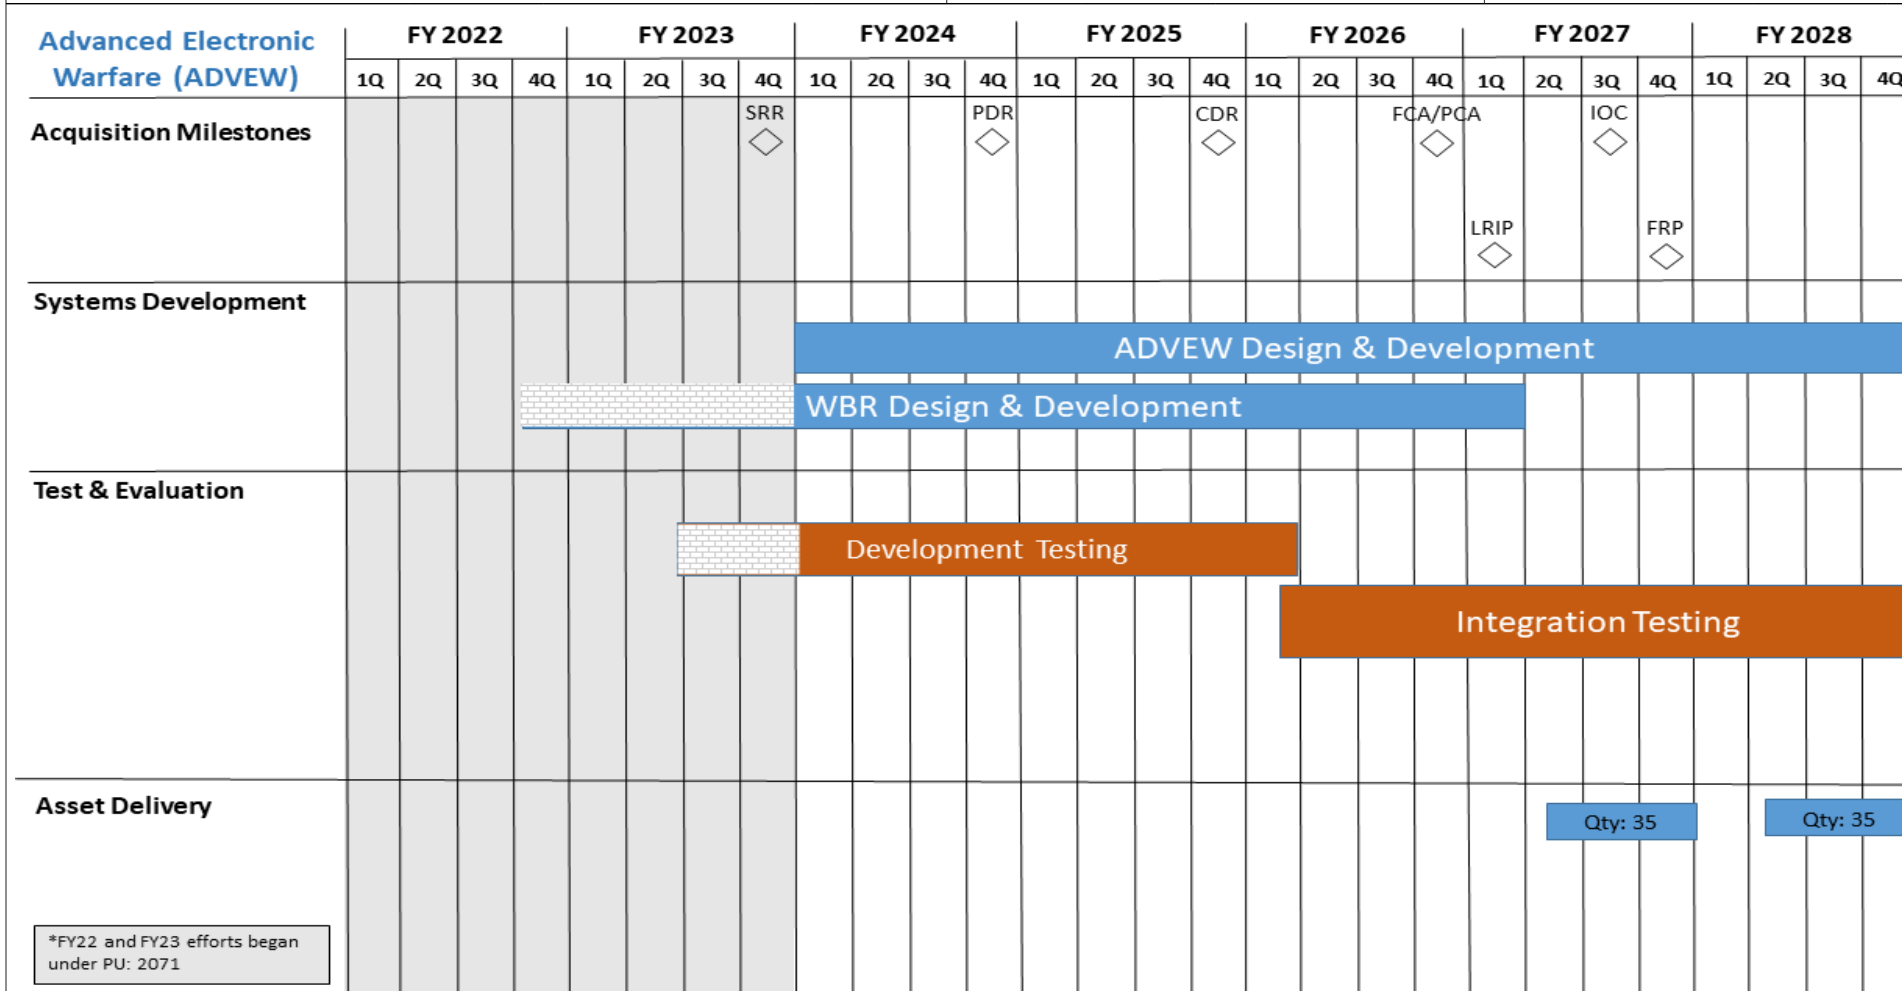 Advanced Electronic
Warfare (ADVEW)
FY 2022 FY 2023 FY 2024 FY 2025 FY 2026 FY 2027 FY 2028
1Q 2Q 3Q 4Q 1Q 2Q 3Q 4Q 1Q 2Q 3Q 4Q 1Q 2Q 3Q 4Q 1Q 2Q 3Q 4Q 1Q 2Q 3Q 4Q 1Q 2Q 3Q 4Q
Acquisition Milestones
SRR PDR CDR FCA/PCA IOC
LRIP FRP
Systems Development
ADVEW Design & Development
WBR Design & Development
Test & Evaluation
Development Testing
Integration Testing
Asset Delivery
Qty: 35 Qty: 35
*FY22 and FY23 efforts began
under PU: 2071